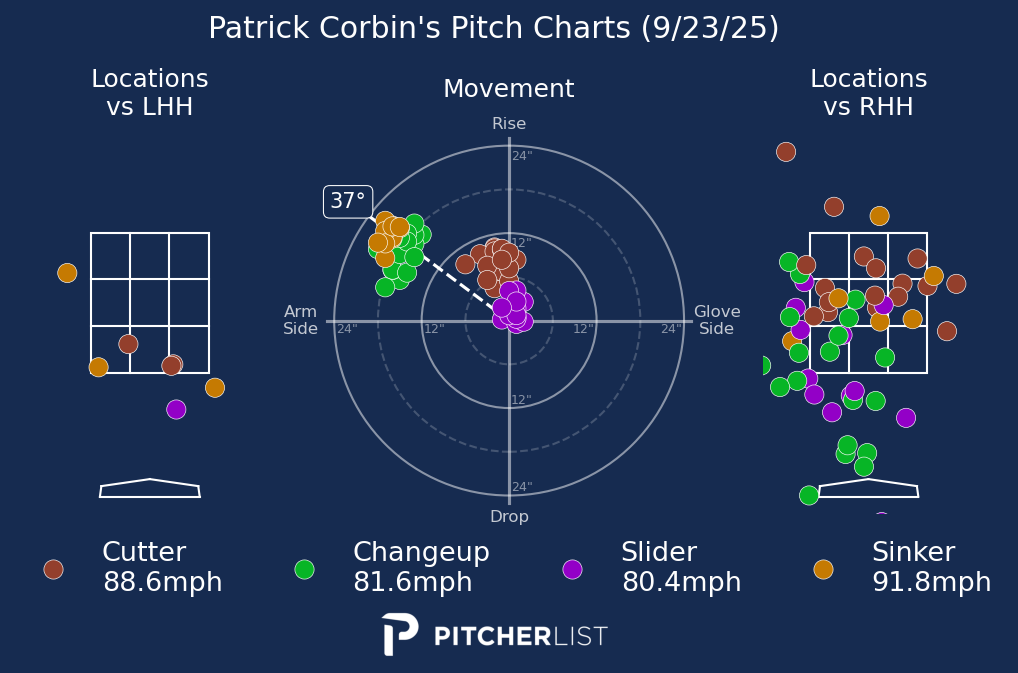 Patrick Corbin's Pitch Charts (9/23/25)
Locations
vs LHH
Movement
Locations
vs RHH
Rise
24"
37°
12"
Arm
Side
24"
12"
12"
24"
Glove
Side
12"
24"
Drop
Cutter
88.6mph
Changeup
81.6mph
Slider
80.4mph
Sinker
91.8mph
PITCHERLIST